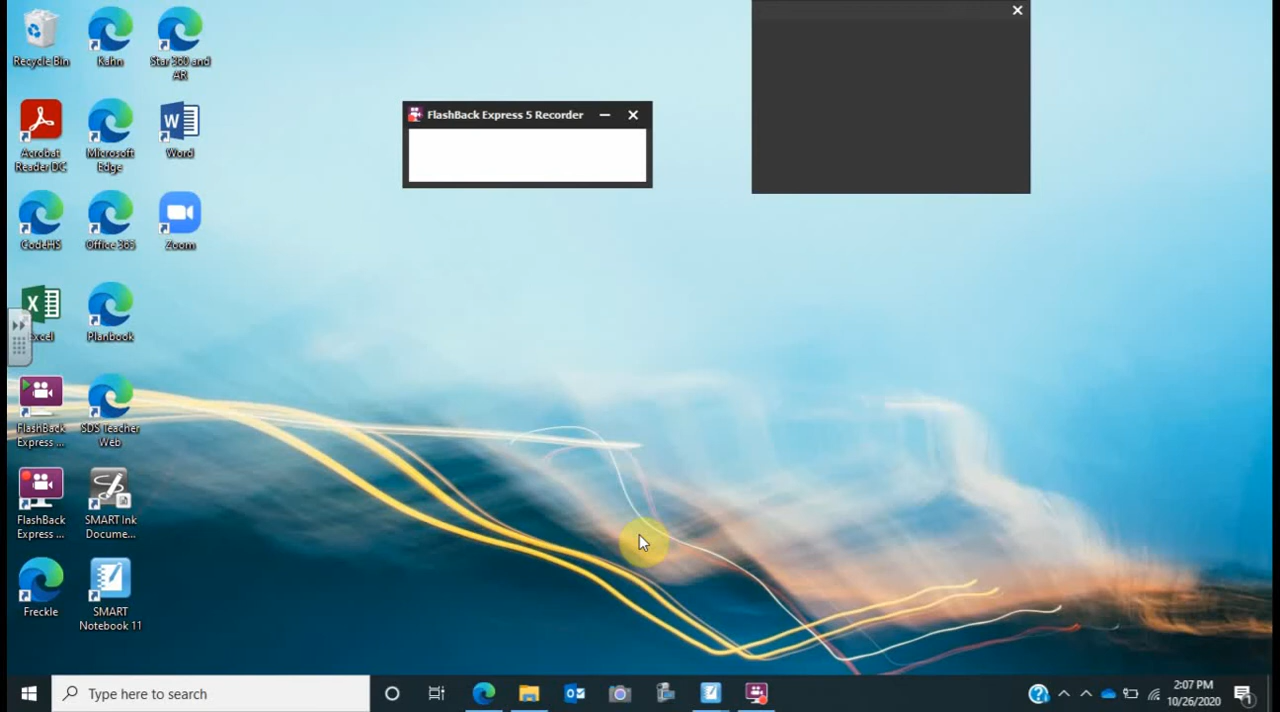 Recycle Bin
Kahn
Star 360 and
AR
FlashBack Express 5 Recorder
Acrobat
Reader DC
Microsoft
Edge
Word
CodeHS
Office 365
Zoom
Excel
Planbook
FlashBack
Express ...
SDS Teacher
Web
FlashBack
Express ...
SMART Ink
Docume...
Freckle
SMART
Notebook 11
Type here to search
2:07 PM
10/26/2020
1